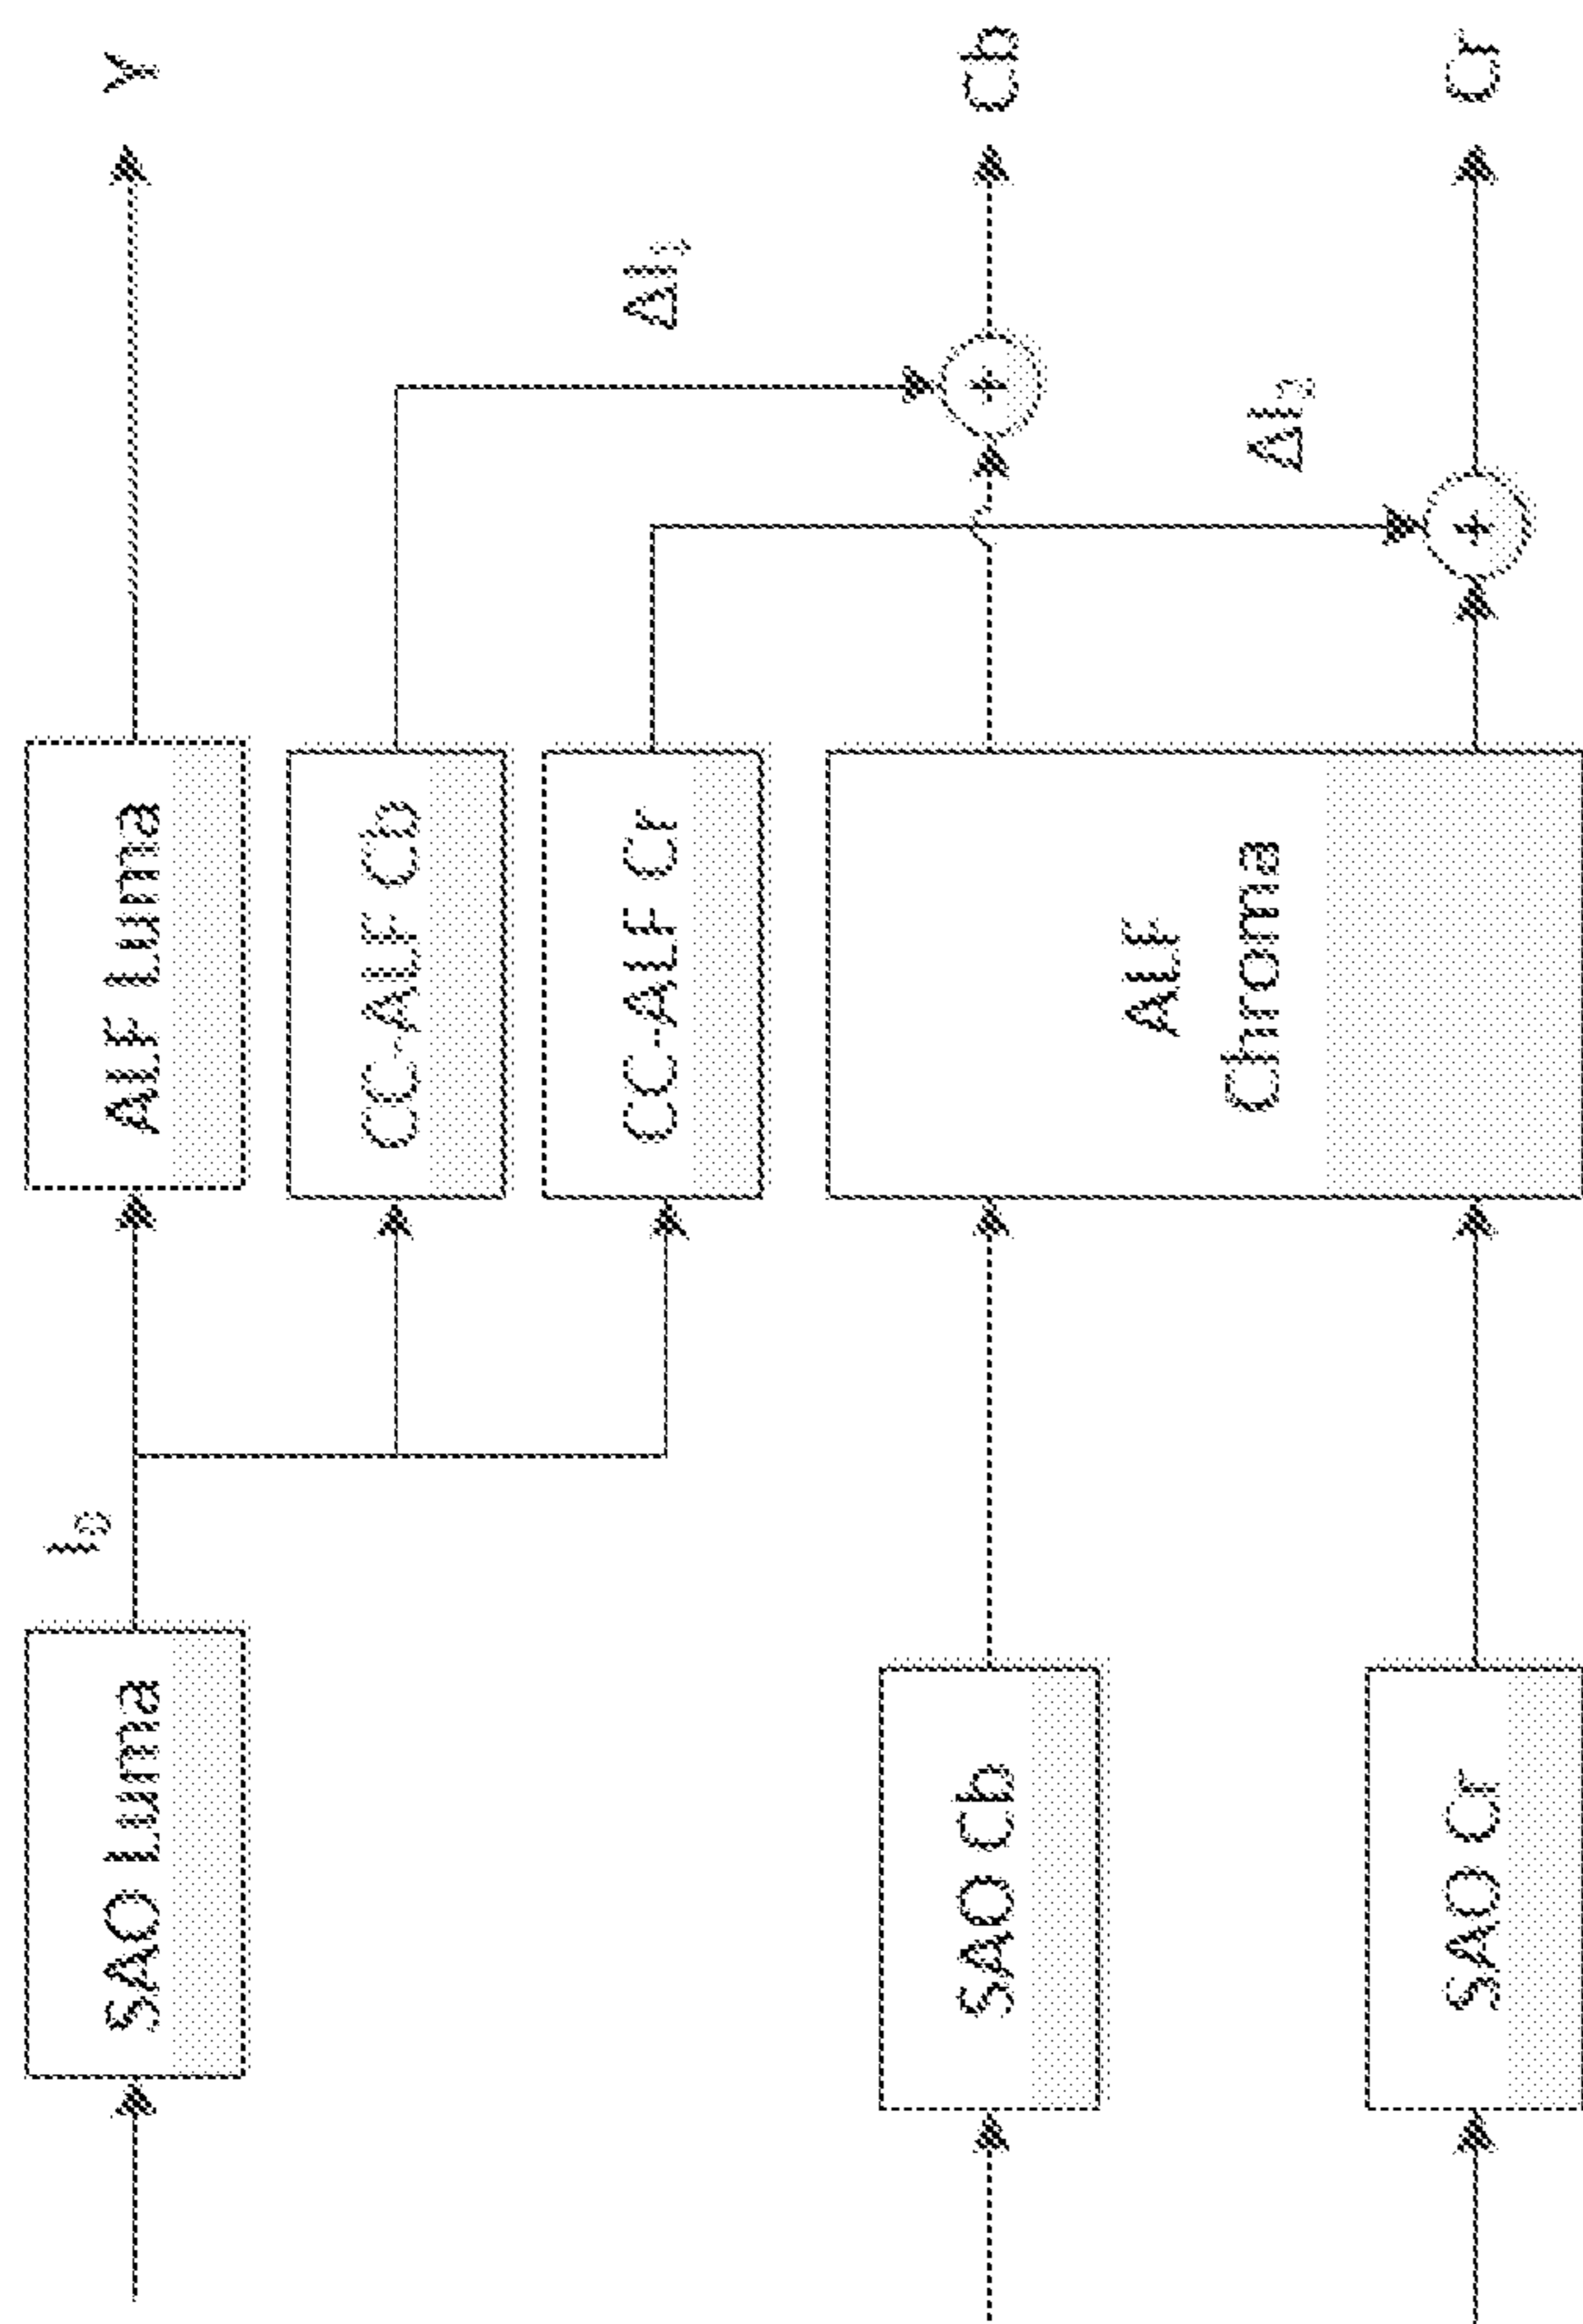 SAO Luma
I₀
ALF Luma
Y
CC-ALF Cb
ΔI₁
CC-ALF Cr
SAO Cb
ALF
Chroma
Cb
ΔI₂
SAO Cr
Cr
+
+